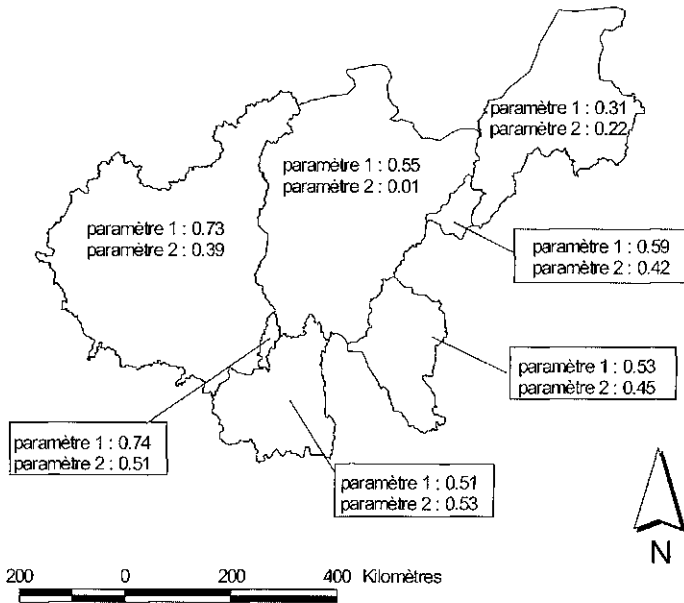 paramètre 1 : 0.31
paramètre 2 : 0.22
paramètre 1 : 0.55
paramètre 2 : 0.01
paramètre 1 : 0.73
paramètre 2 : 0.39
paramètre 1 : 0.59
paramètre 2 : 0.42
paramètre 1 : 0.53
paramètre 2 : 0.45
paramètre 1 : 0.74
paramètre 2 : 0.51
paramètre 1 : 0.51
paramètre 2 : 0.53
N
200 0 200 400 Kilomètres